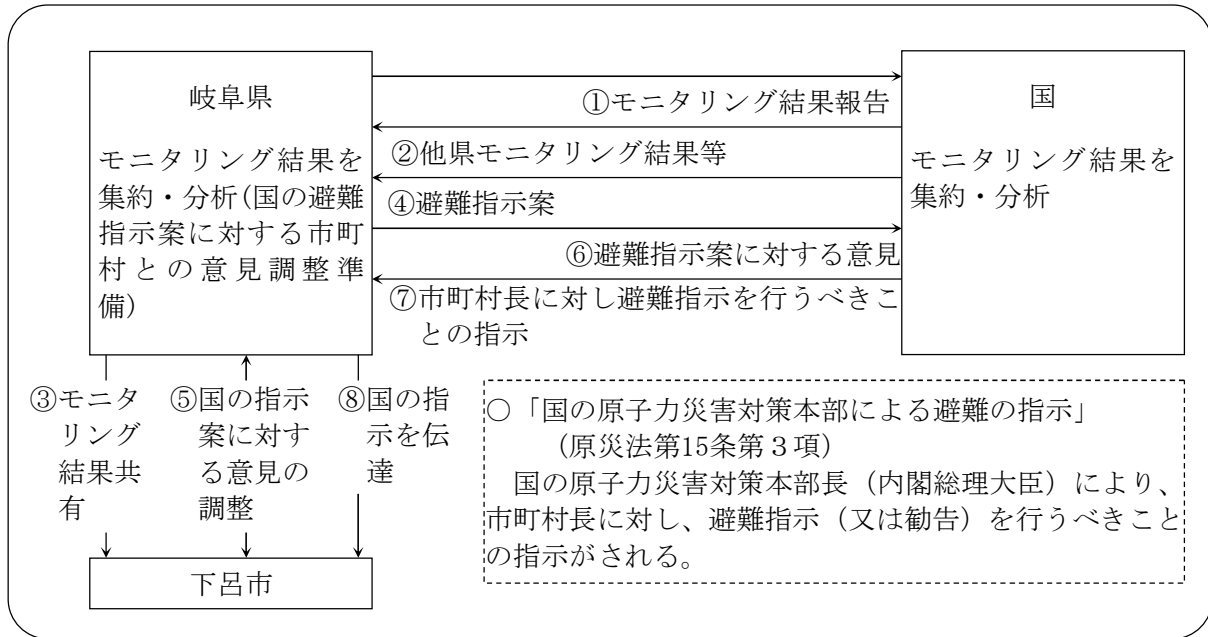 岐阜県
モニタリング結果を
集約・分析(国の避難
指示案に対する市町
村との意見調整準
備)
①モニタリング結果報告
②他県モニタリング結果等
④避難指示案
⑥避難指示案に対する意見
⑦市町村長に対し避難指示を行うべきこ
との指示
国
モニタリング結果を
集約・分析
③モニタ
リング
結果共
有
⑤国の指示
案に対す
る意見の
調整
⑧国の指
示を伝
達
○「国の原子力災害対策本部による避難の指示」
(原災法第15条第３項)
国の原子力災害対策本部長（内閣総理大臣）により、
市町村長に対し、避難指示（又は勧告）を行うべきこと
の指示がされる。
下呂市